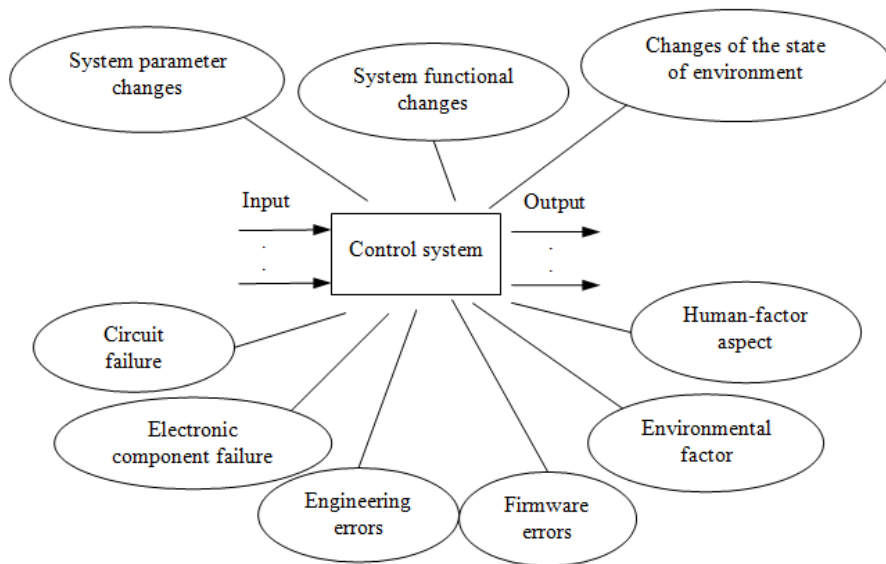 System parameter
changes
System functional
changes
Changes of the state
of environment
Input
Output
Control system
Circuit
failure
Human-factor
aspect
Electronic
component failure
Environmental
factor
Engineering
errors
Firmware
errors